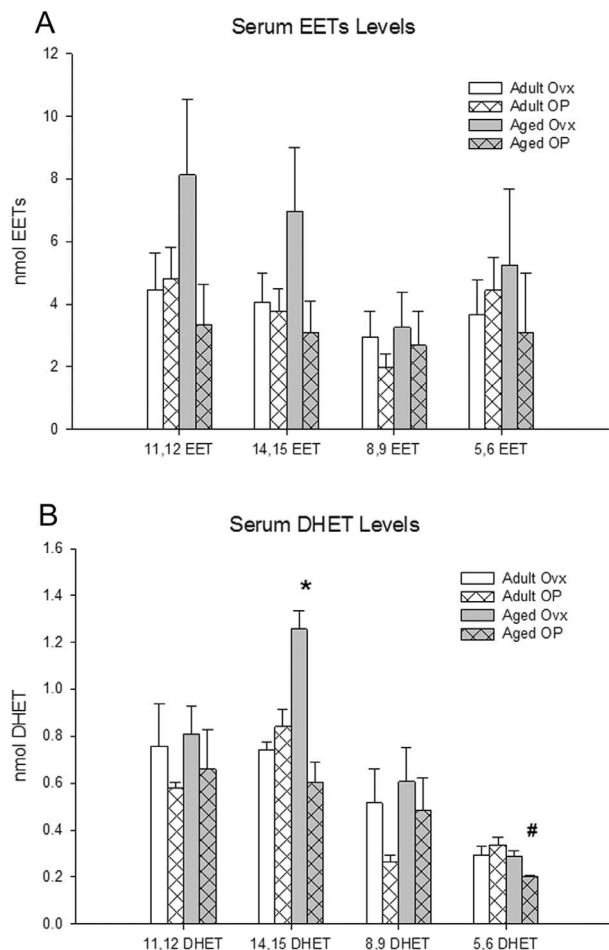 A
Serum EETs Levels
12
10
8
6
4
2
0
nmol EETs
Adult Ovx
Adult OP
Aged Ovx
Aged OP
11,12 EET 14,15 EET 8,9 EET 5,6 EET
B
Serum DHET Levels
1.6
1.4
1.2
1.0
0.8
0.6
0.4
0.2
0.0
nmol DHET
Adult Ovx
Adult OP
Aged Ovx
Aged OP
*
#
11,12 DHET 14,15 DHET 8,9 DHET 5,6 DHET